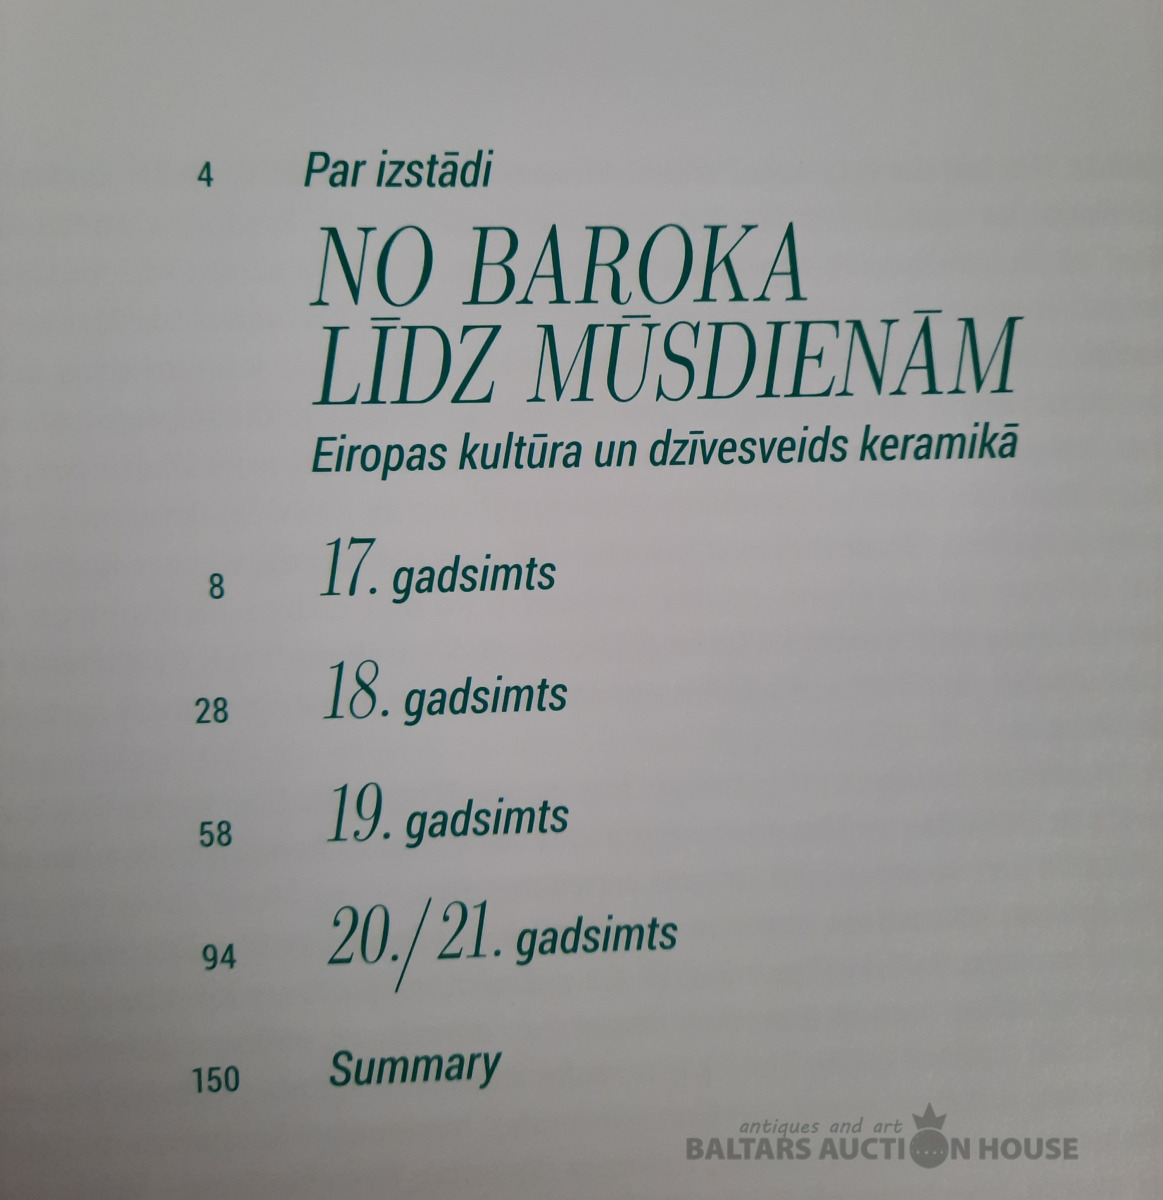 4 Par izstādi
NO BAROKA
LĪDZ MŪSDIENĀM
Eiropas kultūra un dzīvesveids keramikā
8 17. gadsimts
28 18. gadsimts
58 19. gadsimts
94 20./21. gadsimts
150 Summary
antiques and art
BALTARS AUCTION HOUSE